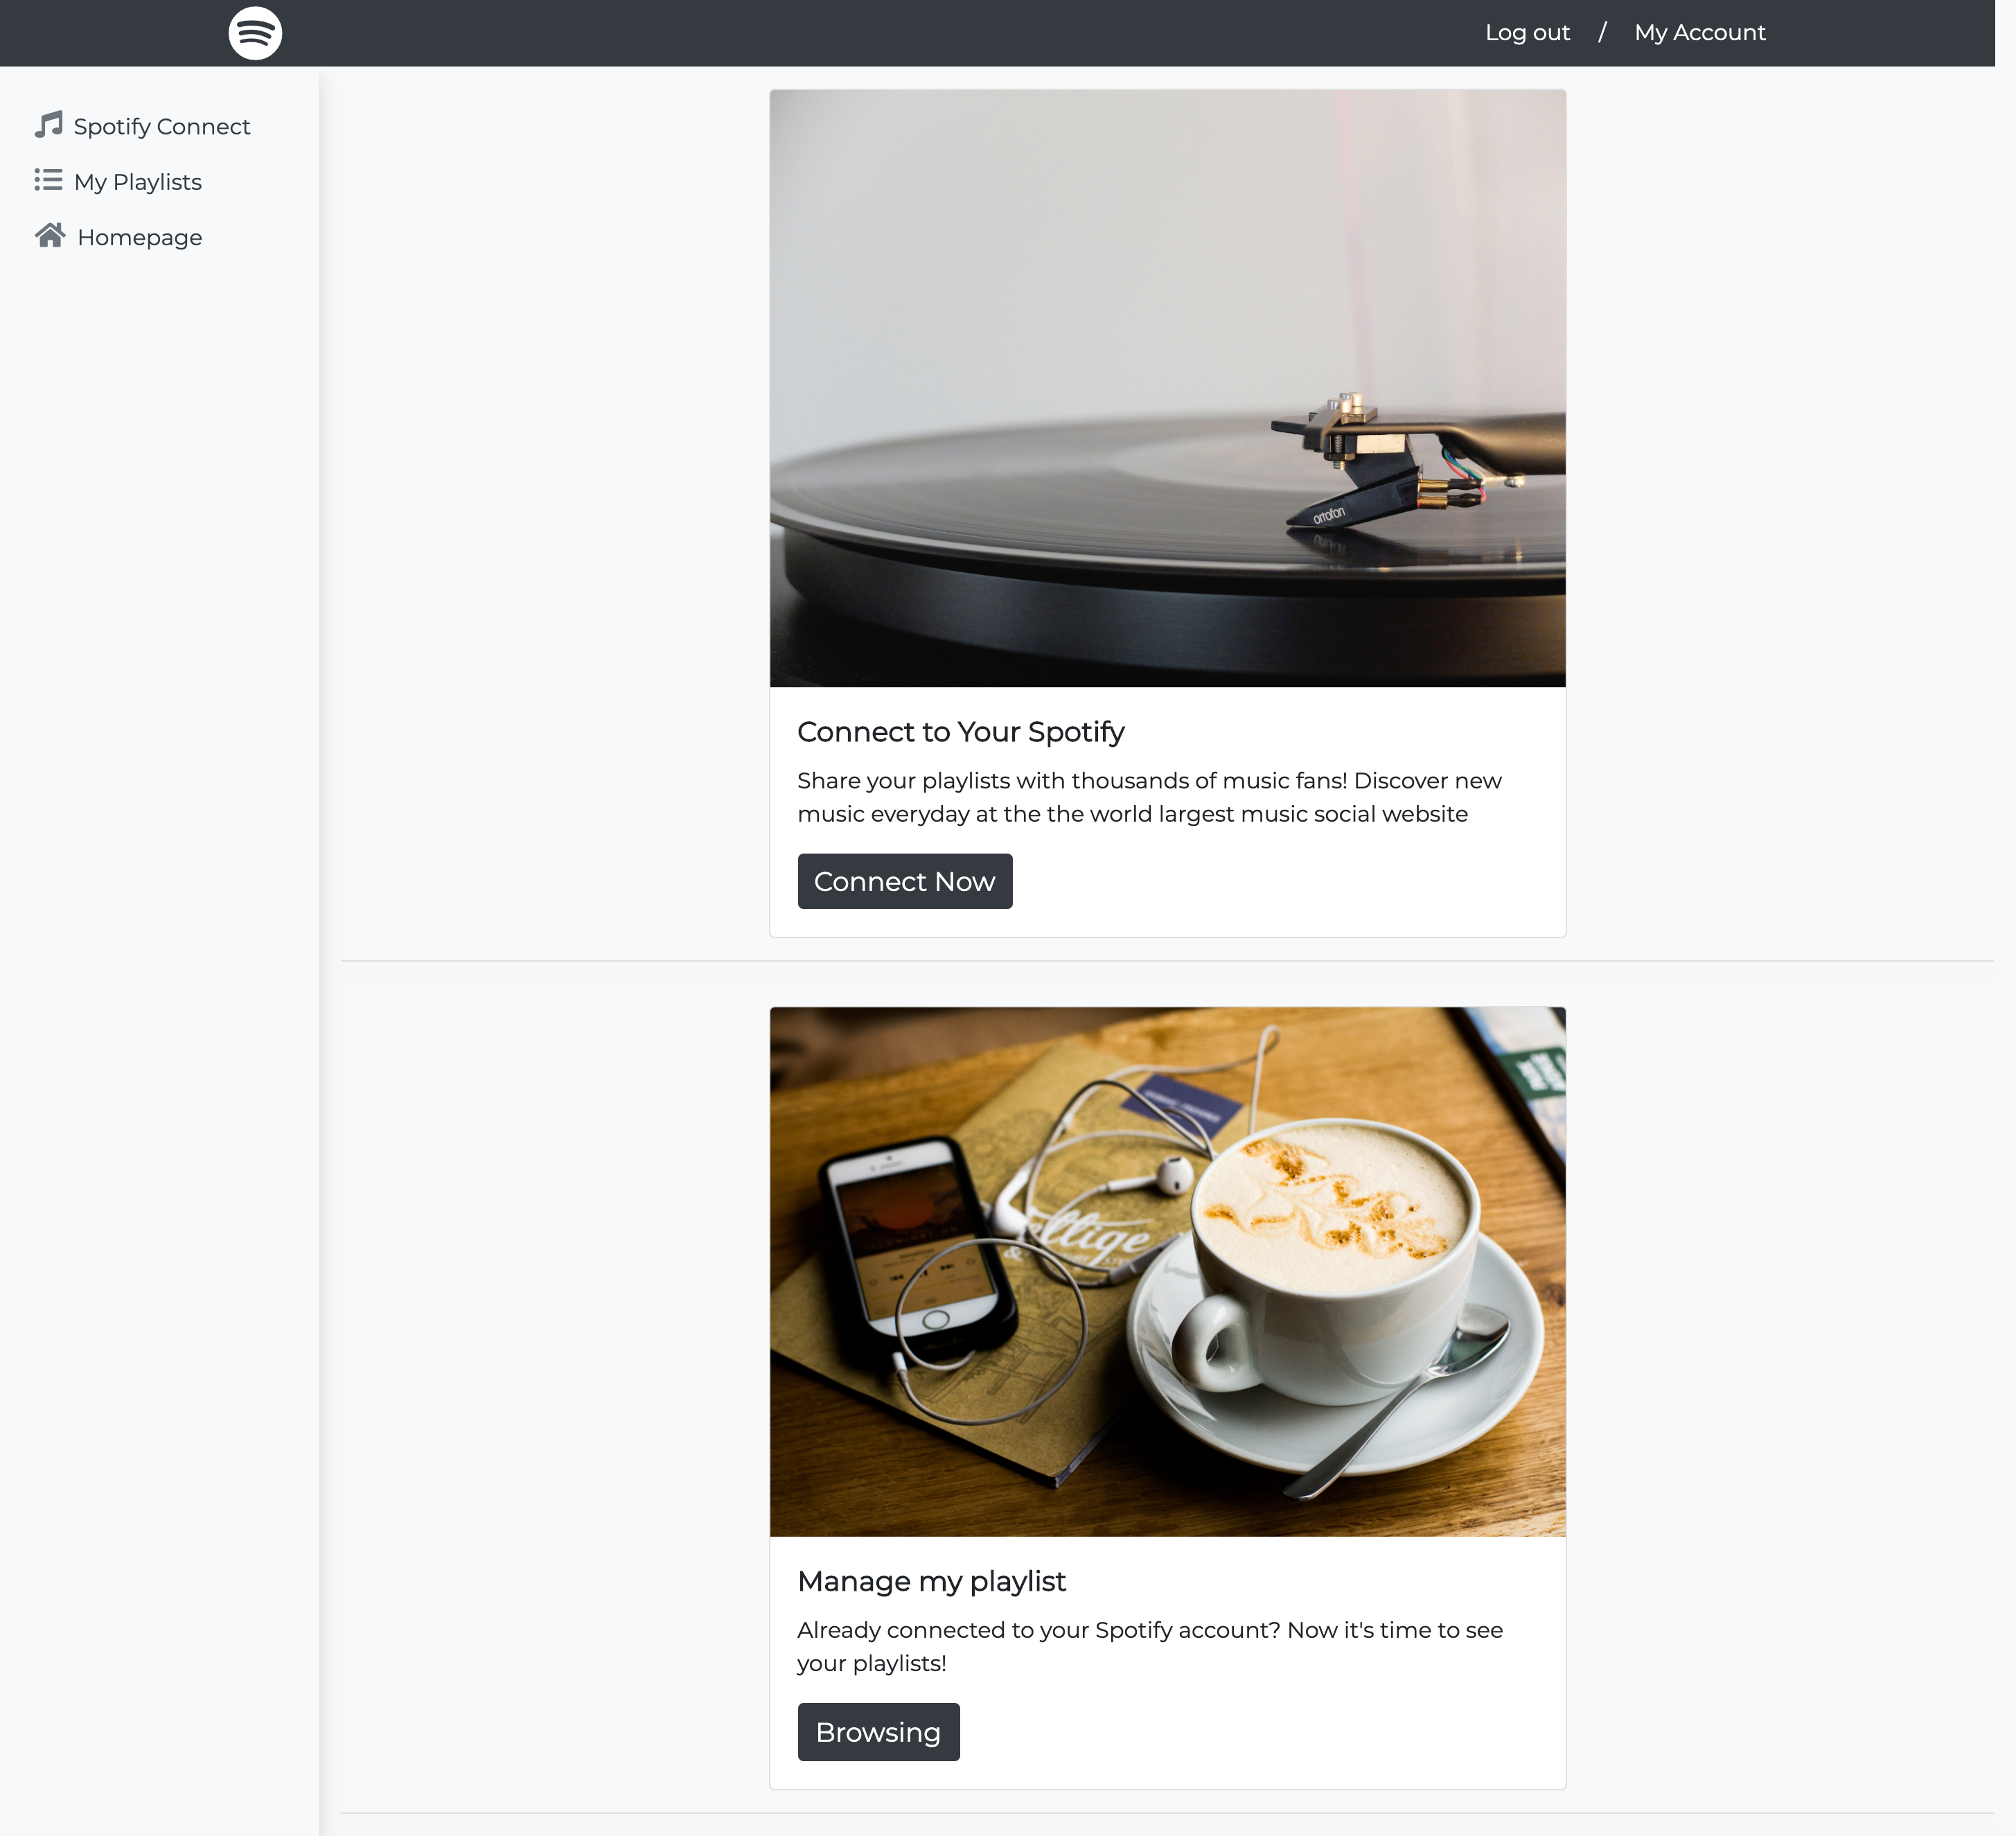 Log out / My Account
Spotify Connect
My Playlists
Homepage
ortofon
Connect to Your Spotify
Share your playlists with thousands of music fans! Discover new
music everyday at the the world largest music social website
Connect Now
Manage my playlist
Already connected to your Spotify account? Now it's time to see
your playlists!
Browsing